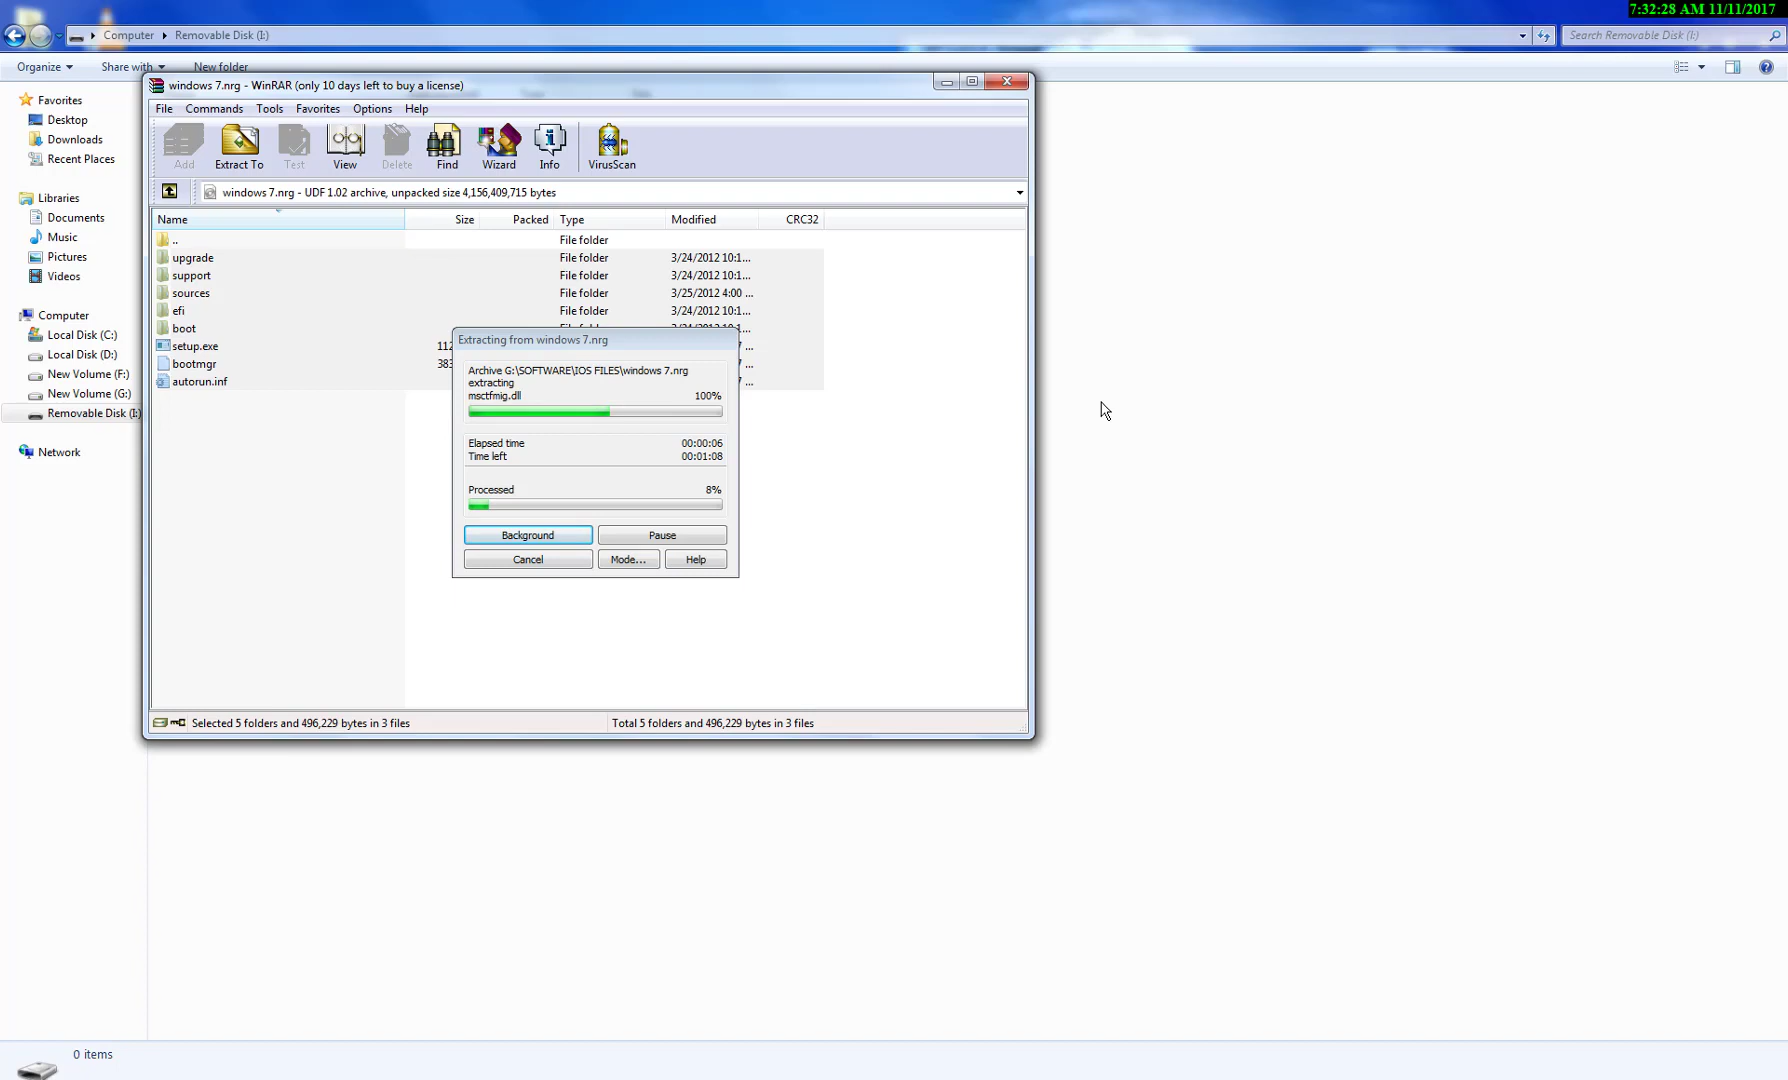 7:32:28 AM 11/11/2017
Computer
Removable Disk (I:)
Search Removable Disk (I:)
Organize
Share with
New folder
Favorites
Desktop
Downloads
Recent Places
Libraries
Documents
Music
Pictures
Videos
Computer
Local Disk (C:)
Local Disk (D:)
New Volume (F:)
New Volume (G:)
Removable Disk (I:)
Network
windows 7.nrg - WinRAR (only 10 days left to buy a license)
File Commands Tools Favorites Options Help
Add Extract To Test View Delete Find Wizard Info VirusScan
windows 7.nrg - UDF 1.02 archive, unpacked size 4,156,409,715 bytes
Name Size Packed Type Modified CRC32
.. File folder
upgrade File folder 3/24/2012 10:1...
support File folder 3/24/2012 10:1...
sources File folder 3/25/2012 4:00 ...
efi File folder 3/24/2012 10:1...
boot
setup.exe
bootmgr
autorun.inf
Extracting from windows 7.nrg
Archive G:\SOFTWARE\IOS FILES\windows 7.nrg
extracting
msctfmig.dll 100%
Elapsed time 00:00:06
Time left 00:01:08
Processed 8%
Background Pause
Cancel Mode... Help
Selected 5 folders and 496,229 bytes in 3 files
Total 5 folders and 496,229 bytes in 3 files
0 items